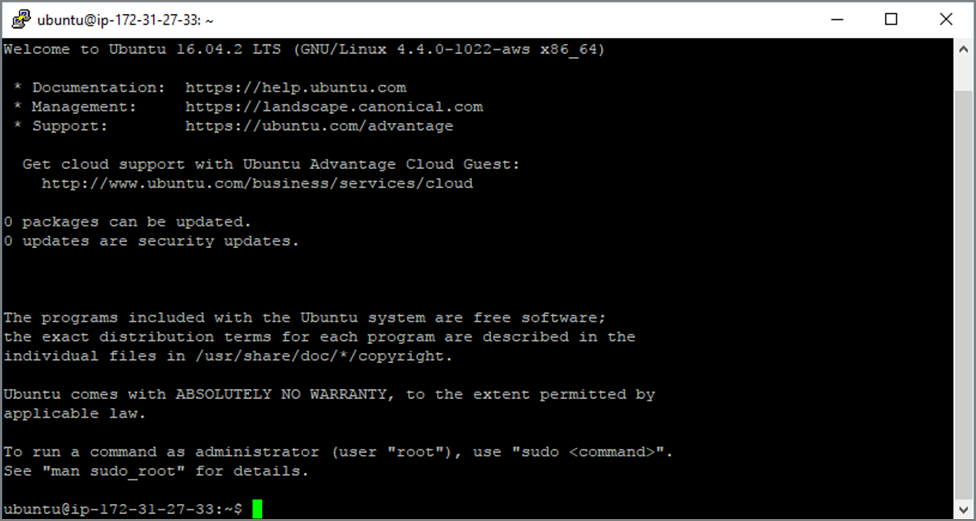 ubuntu@ip-172-31-27-33: ~
Welcome to Ubuntu 16.04.2 LTS (GNU/Linux 4.4.0-1022-aws x86_64)
* Documentation:  https://help.ubuntu.com
* Management:     https://landscape.canonical.com
* Support:        https://ubuntu.com/advantage
Get cloud support with Ubuntu Advantage Cloud Guest:
http://www.ubuntu.com/business/services/cloud
0 packages can be updated.
0 updates are security updates.
The programs included with the Ubuntu system are free software;
the exact distribution terms for each program are described in the
individual files in /usr/share/doc/*/copyright.
Ubuntu comes with ABSOLUTELY NO WARRANTY, to the extent permitted by
applicable law.
To run a command as administrator (user "root"), use "sudo <command>".
See "man sudo_root" for details.
ubuntu@ip-172-31-27-33:~$